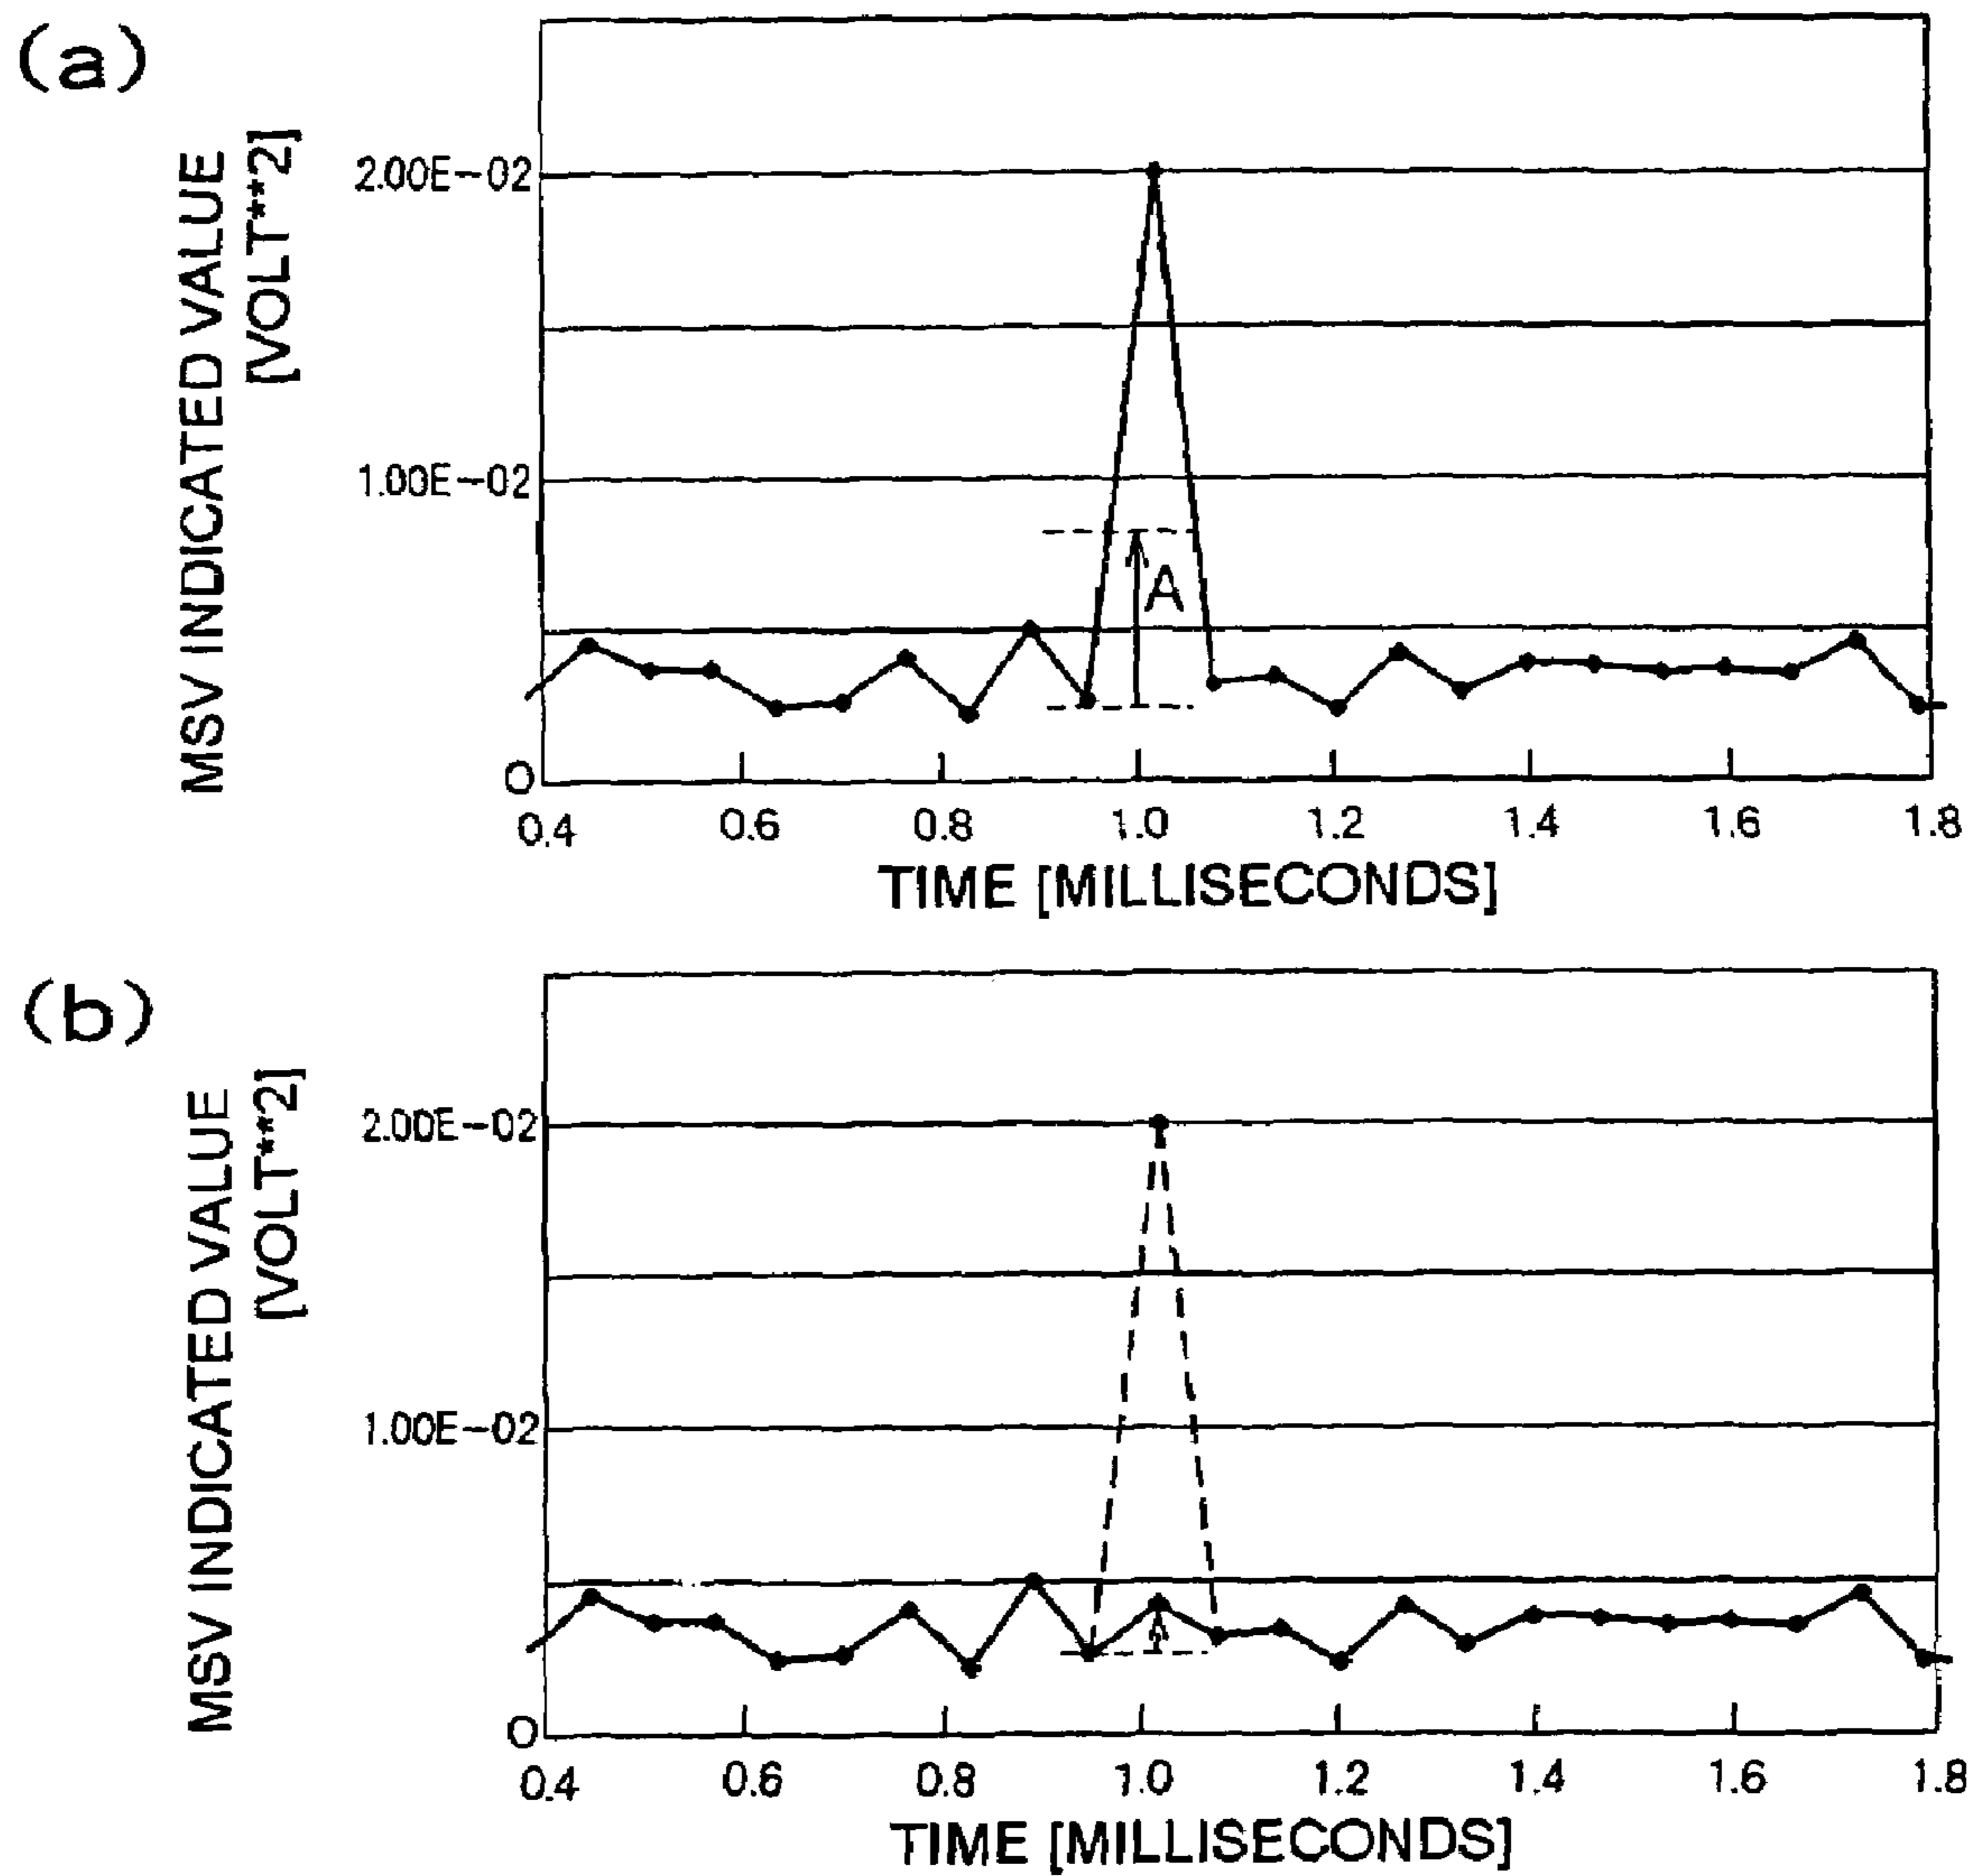 (a)
MSV INDICATED VALUE
[VOLT**2]
2.00E-02
1.00E-02
A
0
0.4 0.6 0.8 1.0 1.2 1.4 1.6 1.8
TIME [MILLISECONDS]
(b)
MSV INDICATED VALUE
[VOLT**2]
2.00E-02
1.00E-02
A
0
0.4 0.6 0.8 1.0 1.2 1.4 1.6 1.8
TIME [MILLISECONDS]